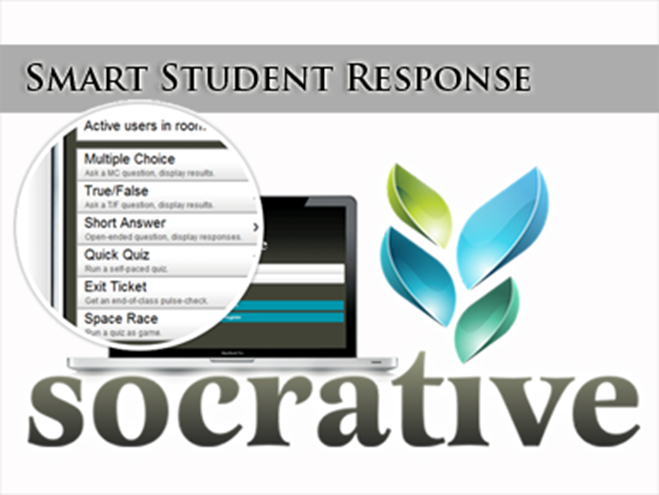 Smart Student Response
Active users in room.
Multiple Choice
Ask a MC question, display results.
True/False
Ask a T/F question, display results.
Short Answer
Open-ended question, display responses.
Quick Quiz
Run a self-paced quiz.
Exit Ticket
Get an end-of-class pulse-check.
Space Race
Run a quiz as game.
MacBook Pro
socrative